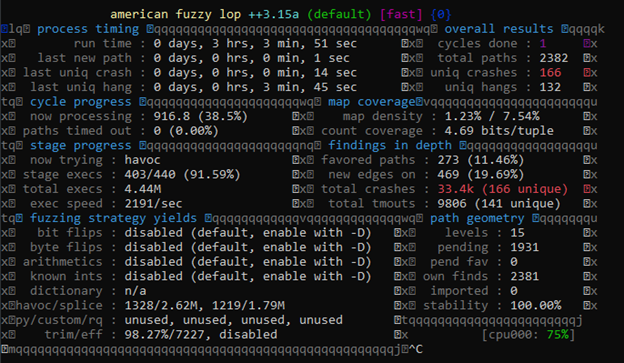 american fuzzy lop ++3.15a (default) [fast] {0}
lq process timing qqqqqqqqqqqqqqqqqqqqqqqqqqqqqqqqqqwq overall results qqqqk
x run time : 0 days, 3 hrs, 3 min, 51 sec x cycles done : 1 x
x last new path : 0 days, 0 hrs, 0 min, 1 sec x total paths : 2382 x
x last uniq crash : 0 days, 0 hrs, 0 min, 14 sec x uniq crashes : 166 x
x last uniq hang : 0 days, 0 hrs, 3 min, 45 sec x uniq hangs : 132 x
tq cycle progress qqqqqqqqqqqqqqqqqqqqwq map coverage vqqqqqqqqqqqqqqqqqqqqqu
x now processing : 916.8 (38.5%) x map density : 1.23% / 7.54% x
x paths timed out : 0 (0.00%) x count coverage : 4.69 bits/tuple x
tq stage progress qqqqqqqqqqqqqqqqqqqqnq findings in depth qqqqqqqqqqqqqqqqu
x now trying : havoc x favored paths : 273 (11.46%) x
x stage execs : 403/440 (91.59%) x new edges on : 469 (19.69%) x
x total execs : 4.44M x total crashes : 33.4k (166 unique) x
x exec speed : 2191/sec x total tmouts : 9806 (141 unique) x
tq fuzzing strategy yields qqqqqqqqqqqqvqqqqqqqqqqqqqwq path geometry qqqqqqqu
x bit flips : disabled (default, enable with -D) x levels : 15 x
x byte flips : disabled (default, enable with -D) x pending : 1931 x
x arithmetics : disabled (default, enable with -D) x pend fav : 0 x
x known ints : disabled (default, enable with -D) x own finds : 2381 x
x dictionary : n/a x imported : 0 x
xhavoc/splice : 1328/2.62M, 1219/1.79M x stability : 100.00% x
xpy/custom/rq : unused, unused, unused, unused tqqqqqqqqqqqqqqqqqqqqqqj
x trim/eff : 98.27%/7227, disabled x [cpu000: 75%]
mqqqqqqqqqqqqqqqqqqqqqqqqqqqqqqqqqqqqqqqqqqqqqqqqqqqqj^C